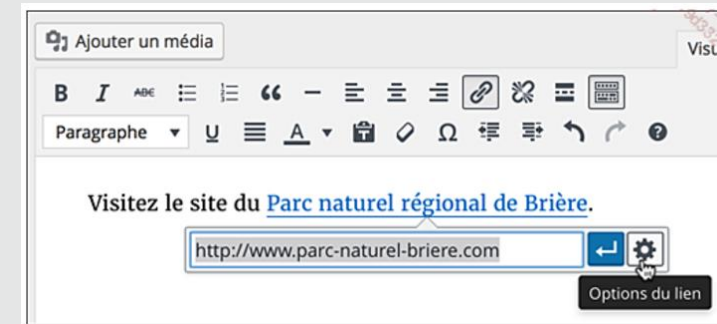 Ajouter un média
Visu
B I ABC
Paragraphe U A Ω ?
Visitez le site du Parc naturel régional de Brière.
http://www.parc-naturel-briere.com
Options du lien